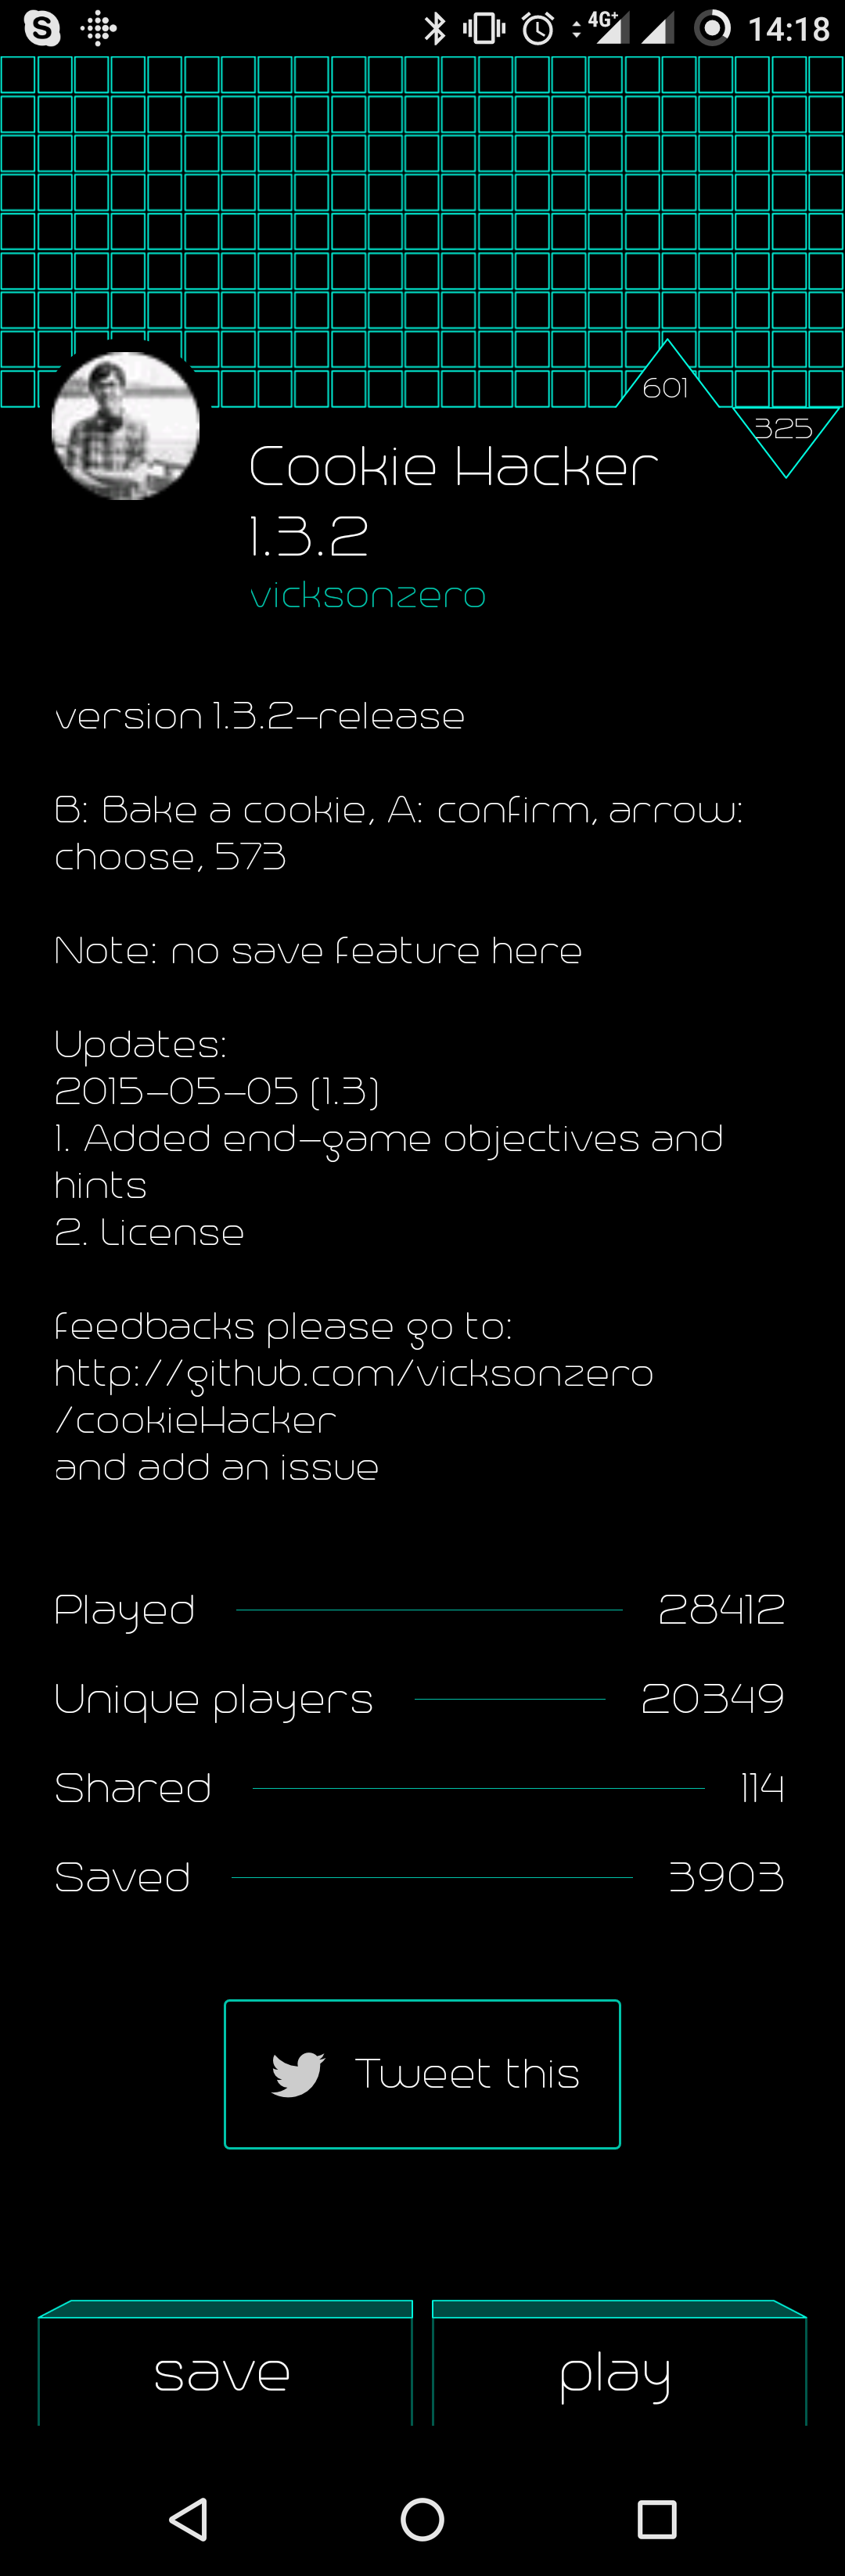 4G+ 14:18
601
325
Cookie Hacker
1.3.2
vicksonzero
version 1.3.2-release
B: Bake a cookie, A: confirm, arrow:
choose, 573
Note: no save feature here
Updates:
2015-05-05 (1.3)
1. Added end-game objectives and
hints
2. License
feedbacks please go to:
http://github.com/vicksonzero
/cookieHacker
and add an issue
Played 28412
Unique players 20349
Shared 114
Saved 3903
Tweet this
save play